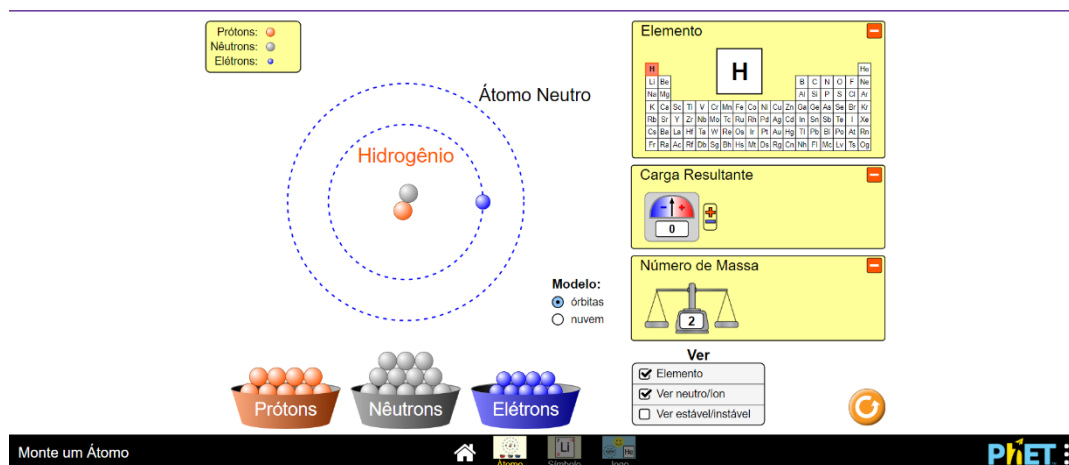 Prótons:
Nêutrons:
Elétrons:
Átomo Neutro
Hidrogênio
Modelo:
órbitas
nuvem
Prótons
Nêutrons
Elétrons
Elemento
H
H He
Li Be B C N O F Ne
Na Mg Al Si P S Cl Ar
K Ca Sc Ti V Cr Mn Fe Co Ni Cu Zn Ga Ge As Se Br Kr
Rb Sr Y Zr Nb Mo Tc Ru Rh Pd Ag Cd In Sn Sb Te I Xe
Cs Ba La Hf Ta W Re Os Ir Pt Au Hg Tl Pb Bi Po At Rn
Fr Ra Ac Rf Db Sg Bh Hs Mt Ds Rg Cn Nh Fl Mc Lv Ts Og
Carga Resultante
- +
0
Número de Massa
2
Ver
Elemento
Ver neutro/ion
Ver estável/instável
Monte um Átomo
Átomo
Li
Símbolo
He
Jogo
PhET